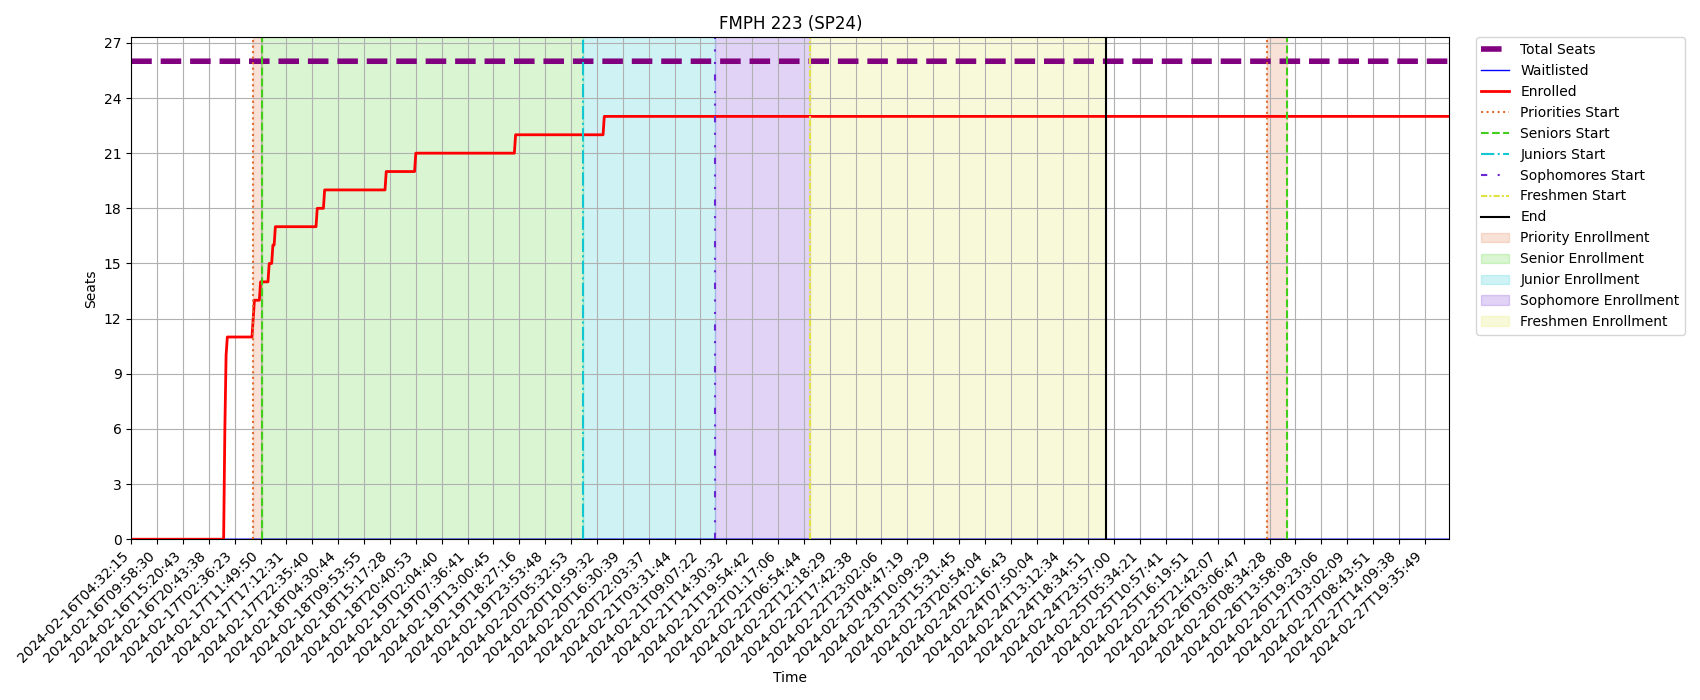 FMPH 223 (SP24)
27
24
21
18
15
12
9
6
3
0
Seats
2024-02-16T04:32:15
2024-02-16T09:58:30
2024-02-16T15:20:43
2024-02-16T20:43:38
2024-02-17T02:36:23
2024-02-17T11:49:50
2024-02-17T17:12:31
2024-02-17T22:35:40
2024-02-18T04:30:44
2024-02-18T09:53:55
2024-02-18T15:17:28
2024-02-18T20:40:53
2024-02-19T02:04:40
2024-02-19T07:36:41
2024-02-19T13:00:45
2024-02-19T18:27:16
2024-02-19T23:53:48
2024-02-20T05:32:53
2024-02-20T10:59:32
2024-02-20T16:30:39
2024-02-20T22:03:37
2024-02-21T03:31:44
2024-02-21T09:07:22
2024-02-21T14:30:32
2024-02-21T19:54:42
2024-02-22T01:17:06
2024-02-22T06:54:44
2024-02-22T12:18:29
2024-02-22T17:42:38
2024-02-22T23:02:06
2024-02-23T04:47:19
2024-02-23T10:09:29
2024-02-23T15:31:45
2024-02-23T20:54:04
2024-02-24T02:16:43
2024-02-24T07:50:04
2024-02-24T13:12:34
2024-02-24T18:34:51
2024-02-24T23:57:00
2024-02-25T05:34:21
2024-02-25T10:57:41
2024-02-25T16:19:51
2024-02-25T21:42:07
2024-02-26T03:06:47
2024-02-26T08:34:28
2024-02-26T13:58:08
2024-02-26T19:23:06
2024-02-27T03:02:09
2024-02-27T08:43:51
2024-02-27T14:09:38
2024-02-27T19:35:49
Time
Total Seats
Waitlisted
Enrolled
Priorities Start
Seniors Start
Juniors Start
Sophomores Start
Freshmen Start
End
Priority Enrollment
Senior Enrollment
Junior Enrollment
Sophomore Enrollment
Freshmen Enrollment